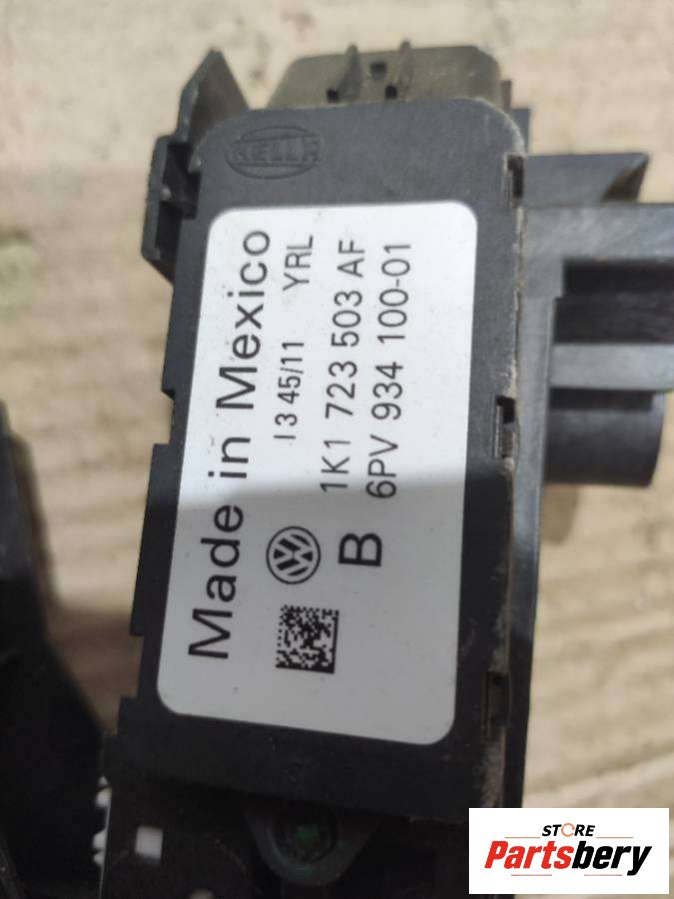 HELLA
Made in Mexico
I 3 45/11 YRL
1K1 723 503 AF
B 6PV 934 100-01
STORE
Partsbery